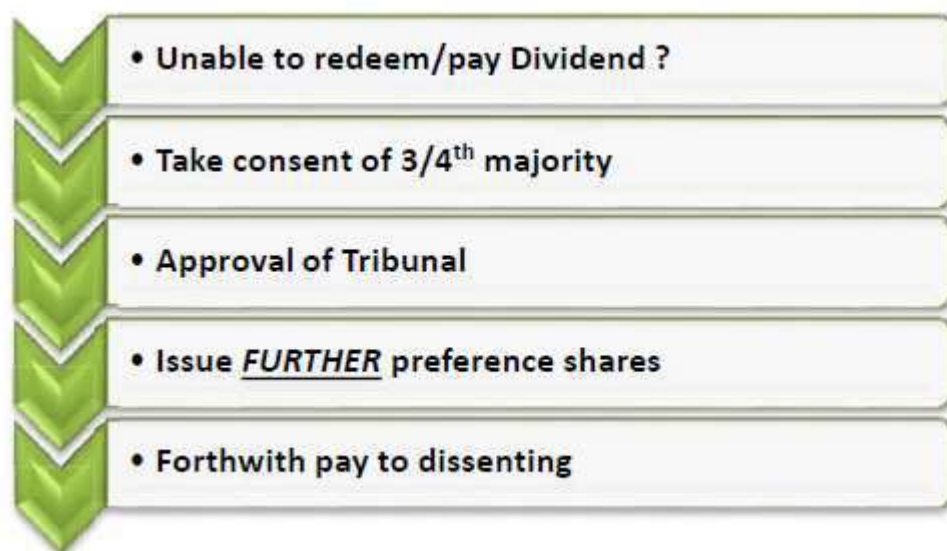 • Unable to redeem/pay Dividend ?
• Take consent of 3/4th majority
• Approval of Tribunal
• Issue FURTHER preference shares
• Forthwith pay to dissenting